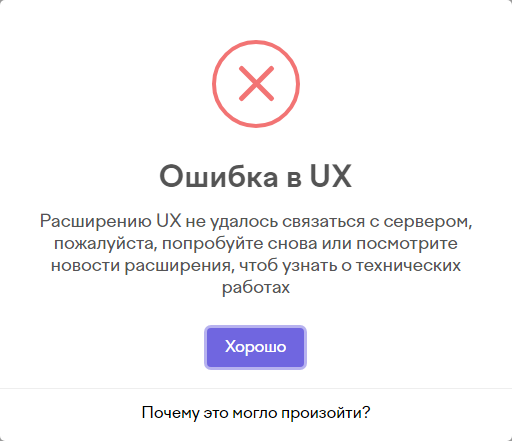 Ошибка в UX
Расширению UX не удалось связаться с сервером,
пожалуйста, попробуйте снова или посмотрите
новости расширения, чтоб узнать о технических
работах
Хорошо
Почему это могло произойти?